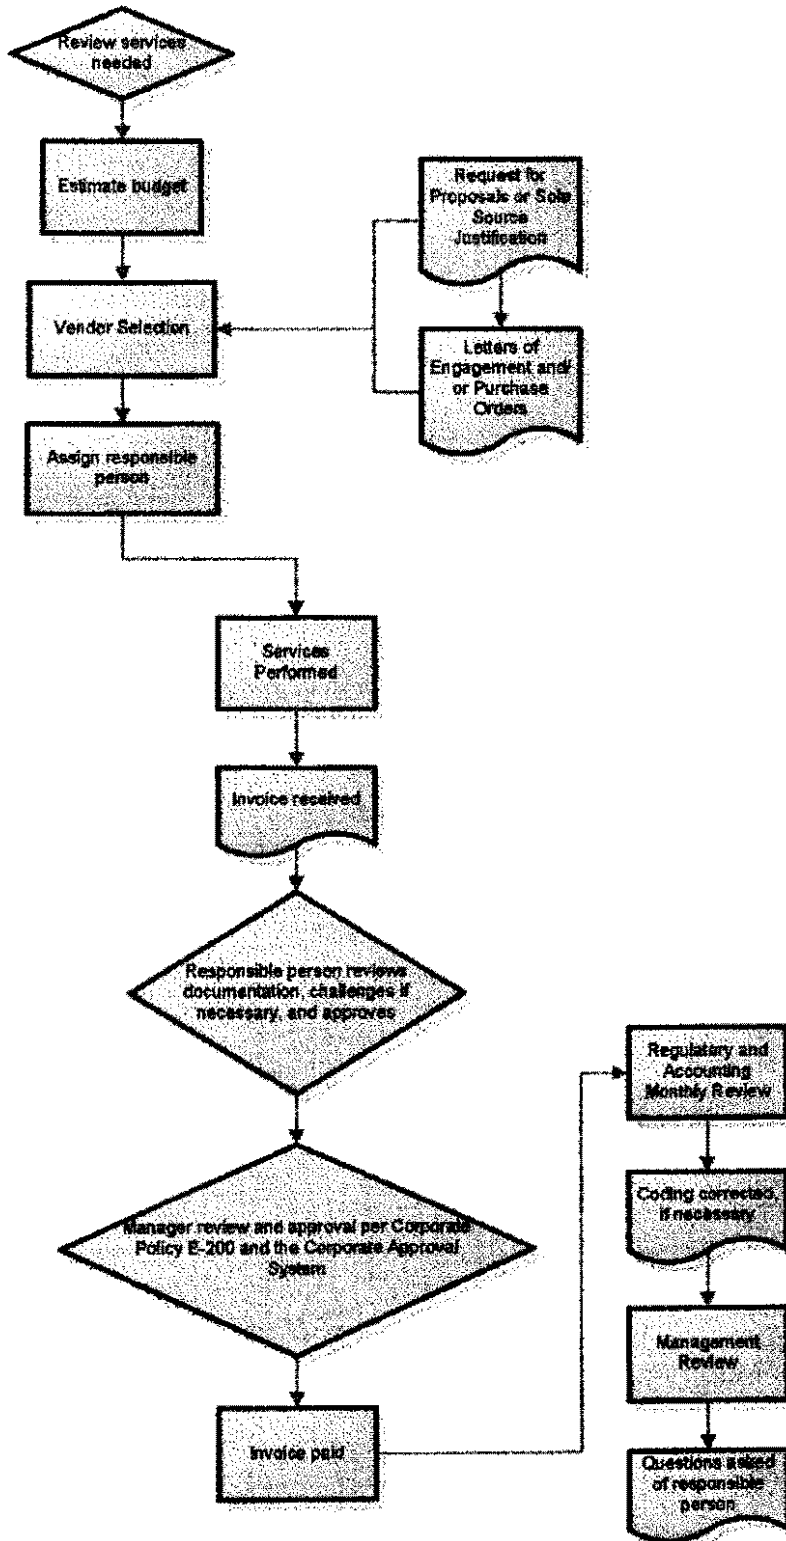 Review services
needed
Estimate budget
Request for
Proposals or Sole
Source
Justification
Vendor Selection
Letters of
Engagement and/
or Purchase
Orders
Assign responsible
person
Services
Performed
Invoice received
Responsible person reviews
documentation, challenges if
necessary, and approves
Regulatory and
Accounting
Monthly Review
Coding corrected,
if necessary
Manager review and approval per Corporate
Policy E-200 and the Corporate Approval
System
Management
Review
Invoice paid
Questions asked
of responsible
person